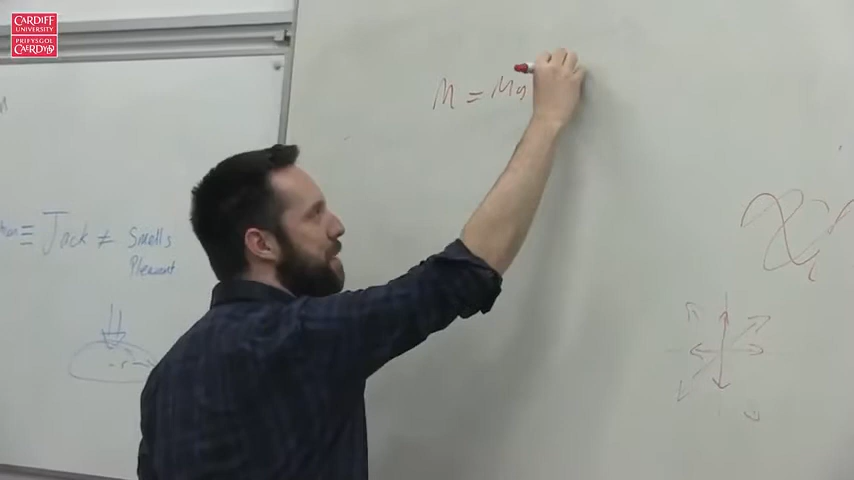 CARDIFF
UNIVERSITY
PRIFYSGOL
CAERDYDD
M = Mg
≡ Jack ≠ Smells
Pleasant